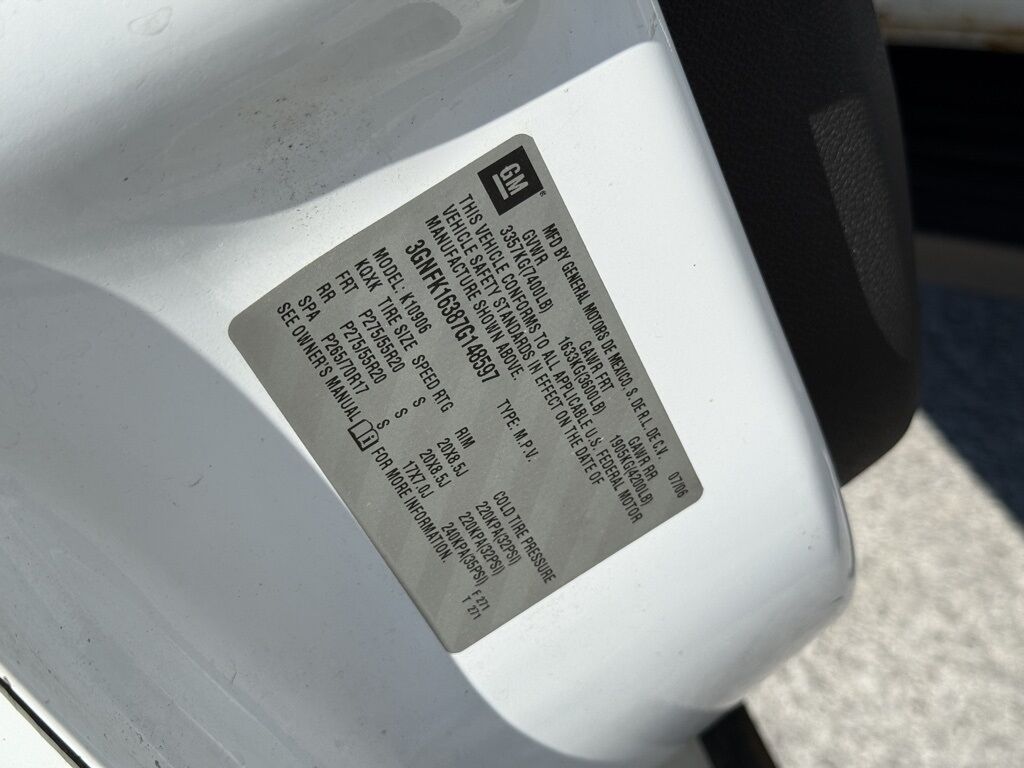 GM
®
MFD BY GENERAL MOTORS DE MEXICO, S. DE R.L. DE C.V. 07/06
GVWR GAWR FRT GAWR RR
3357KG(7400LB) 1633KG(3600LB) 1905KG(4200LB)
THIS VEHICLE CONFORMS TO ALL APPLICABLE U.S. FEDERAL MOTOR
VEHICLE SAFETY STANDARDS IN EFFECT ON THE DATE OF
MANUFACTURE SHOWN ABOVE.
3GNFK16387G148597 TYPE: M.P.V.
MODEL: K10906
KQXK TIRE SIZE SPEED RTG RIM COLD TIRE PRESSURE
FRT P275/55R20 S 20X8.5J 220KPA(32PSI)
RR P275/55R20 S 20X8.5J 220KPA(32PSI)
SPA P265/70R17 S 17X7.0J 240KPA(35PSI) F 271
SEE OWNER'S MANUAL FOR MORE INFORMATION. T 271